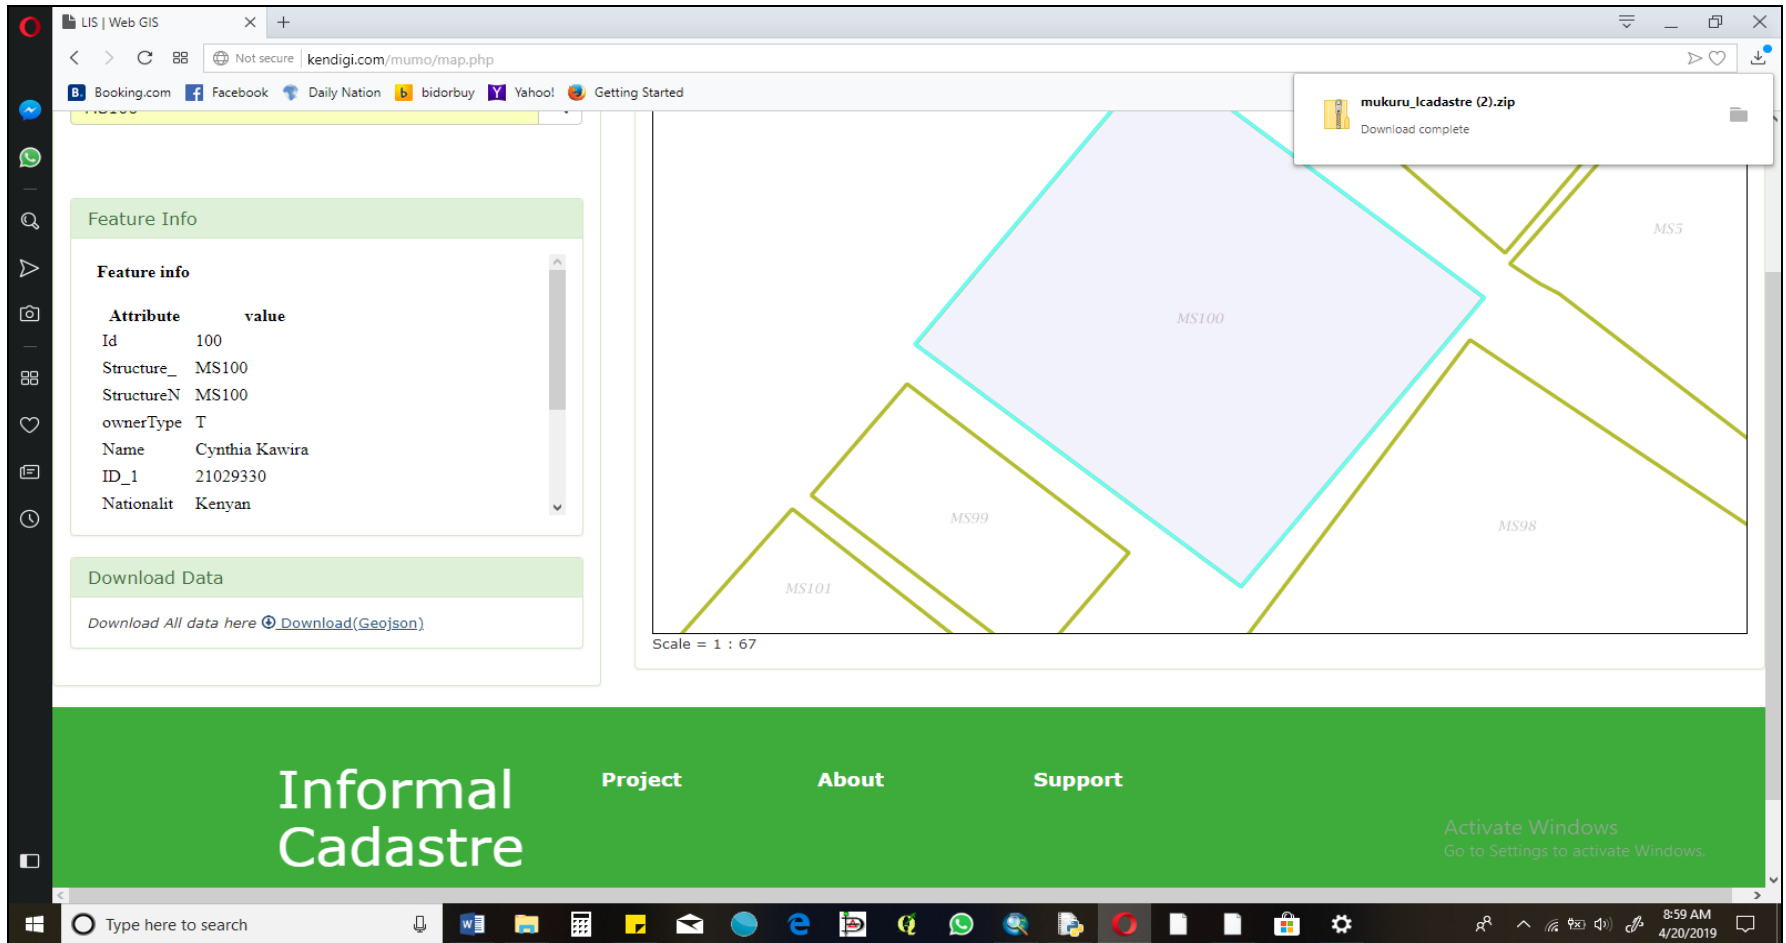 LIS | Web GIS
Not secure
kendigi.com/mumo/map.php
Booking.com
Facebook
Daily Nation
bidorbuy
Yahoo!
Getting Started
mukuru_lcadastre (2).zip
Download complete
MS100
Feature Info
Feature info
Attribute value
Id 100
Structure_ MS100
StructureN MS100
ownerType T
Name Cynthia Kawira
ID_1 21029330
Nationalit Kenyan
Download Data
Download All data here Download(Geojson)
MS5
MS100
MS99
MS98
MS101
Scale = 1 : 67
Informal
Cadastre
Project
About
Support
Activate Windows
Go to Settings to activate Windows.
Type here to search
8:59 AM
4/20/2019